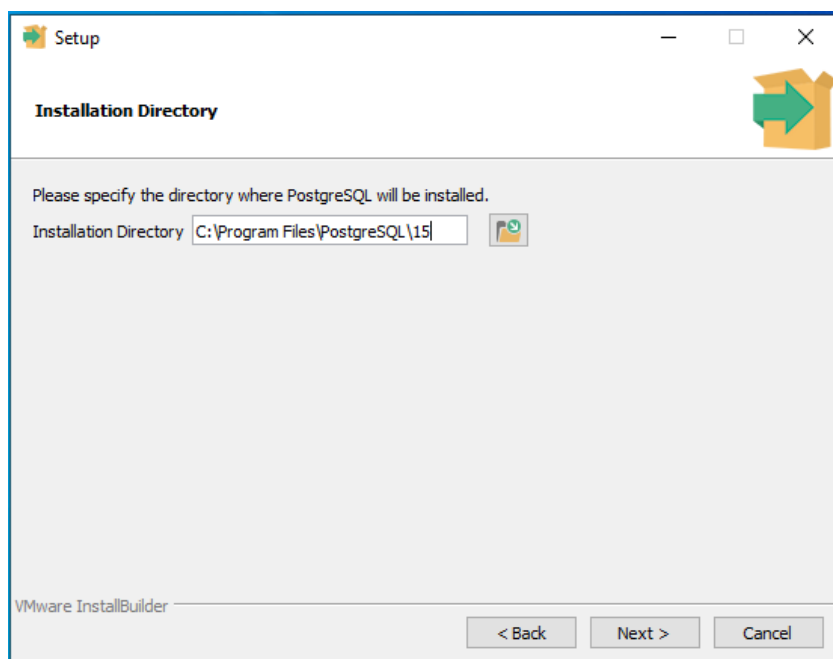 Setup
Installation Directory
Please specify the directory where PostgreSQL will be installed.
Installation Directory C:\Program Files\PostgreSQL\15
VMware InstallBuilder
< Back Next > Cancel